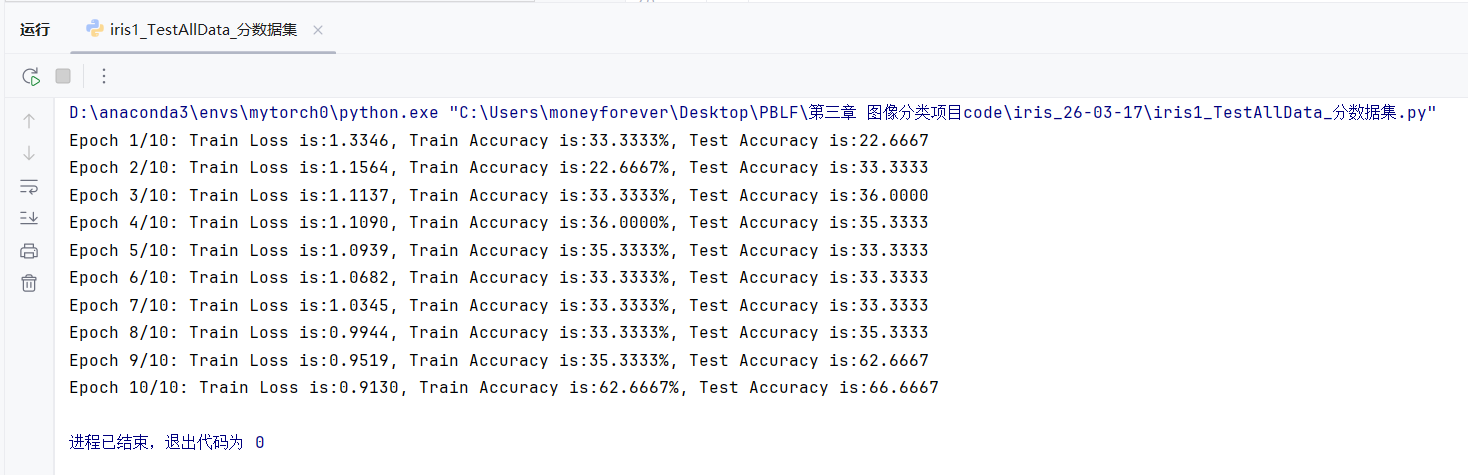 运行 iris1_TestAllData_分数据集
D:\anaconda3\envs\mytorch0\python.exe "C:\Users\moneyforever\Desktop\PBLF\第三章 图像分类项目code\iris_26-03-17\iris1_TestAllData_分数据集.py"
Epoch 1/10: Train Loss is:1.3346, Train Accuracy is:33.3333%, Test Accuracy is:22.6667
Epoch 2/10: Train Loss is:1.1564, Train Accuracy is:22.6667%, Test Accuracy is:33.3333
Epoch 3/10: Train Loss is:1.1137, Train Accuracy is:33.3333%, Test Accuracy is:36.0000
Epoch 4/10: Train Loss is:1.1090, Train Accuracy is:36.0000%, Test Accuracy is:35.3333
Epoch 5/10: Train Loss is:1.0939, Train Accuracy is:35.3333%, Test Accuracy is:33.3333
Epoch 6/10: Train Loss is:1.0682, Train Accuracy is:33.3333%, Test Accuracy is:33.3333
Epoch 7/10: Train Loss is:1.0345, Train Accuracy is:33.3333%, Test Accuracy is:33.3333
Epoch 8/10: Train Loss is:0.9944, Train Accuracy is:33.3333%, Test Accuracy is:35.3333
Epoch 9/10: Train Loss is:0.9519, Train Accuracy is:35.3333%, Test Accuracy is:62.6667
Epoch 10/10: Train Loss is:0.9130, Train Accuracy is:62.6667%, Test Accuracy is:66.6667
进程已结束，退出代码为 0